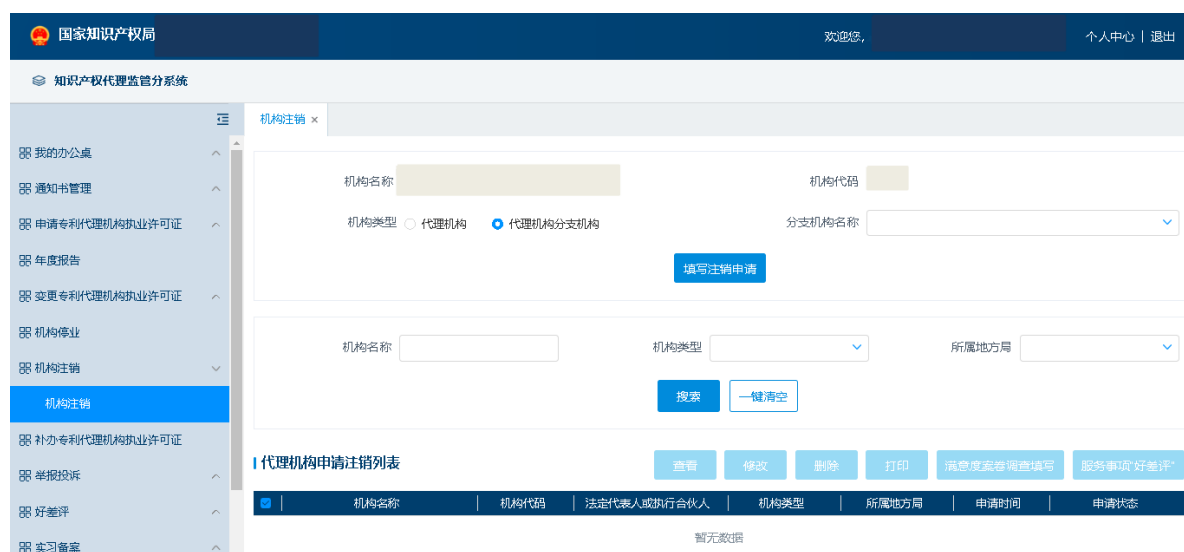 国家知识产权局 欢迎您, 个人中心 | 退出
知识产权代理监管分系统
机构注销 ×
我的办公桌
通知书管理
申请专利代理机构执业许可证
年度报告
变更专利代理机构执业许可证
机构停业
机构注销
机构注销
补办专利代理机构执业许可证
举报投诉
好差评
实习备案
机构名称 机构代码
机构类型 代理机构 代理机构分支机构 分支机构名称
填写注销申请
机构名称 机构类型 所属地方局
搜索 一键清空
代理机构申请注销列表 查看 修改 删除 打印 满意度案卷调查填写 服务事项"好差评"
机构名称 机构代码 法定代表人或执行合伙人 机构类型 所属地方局 申请时间 申请状态
暂无数据